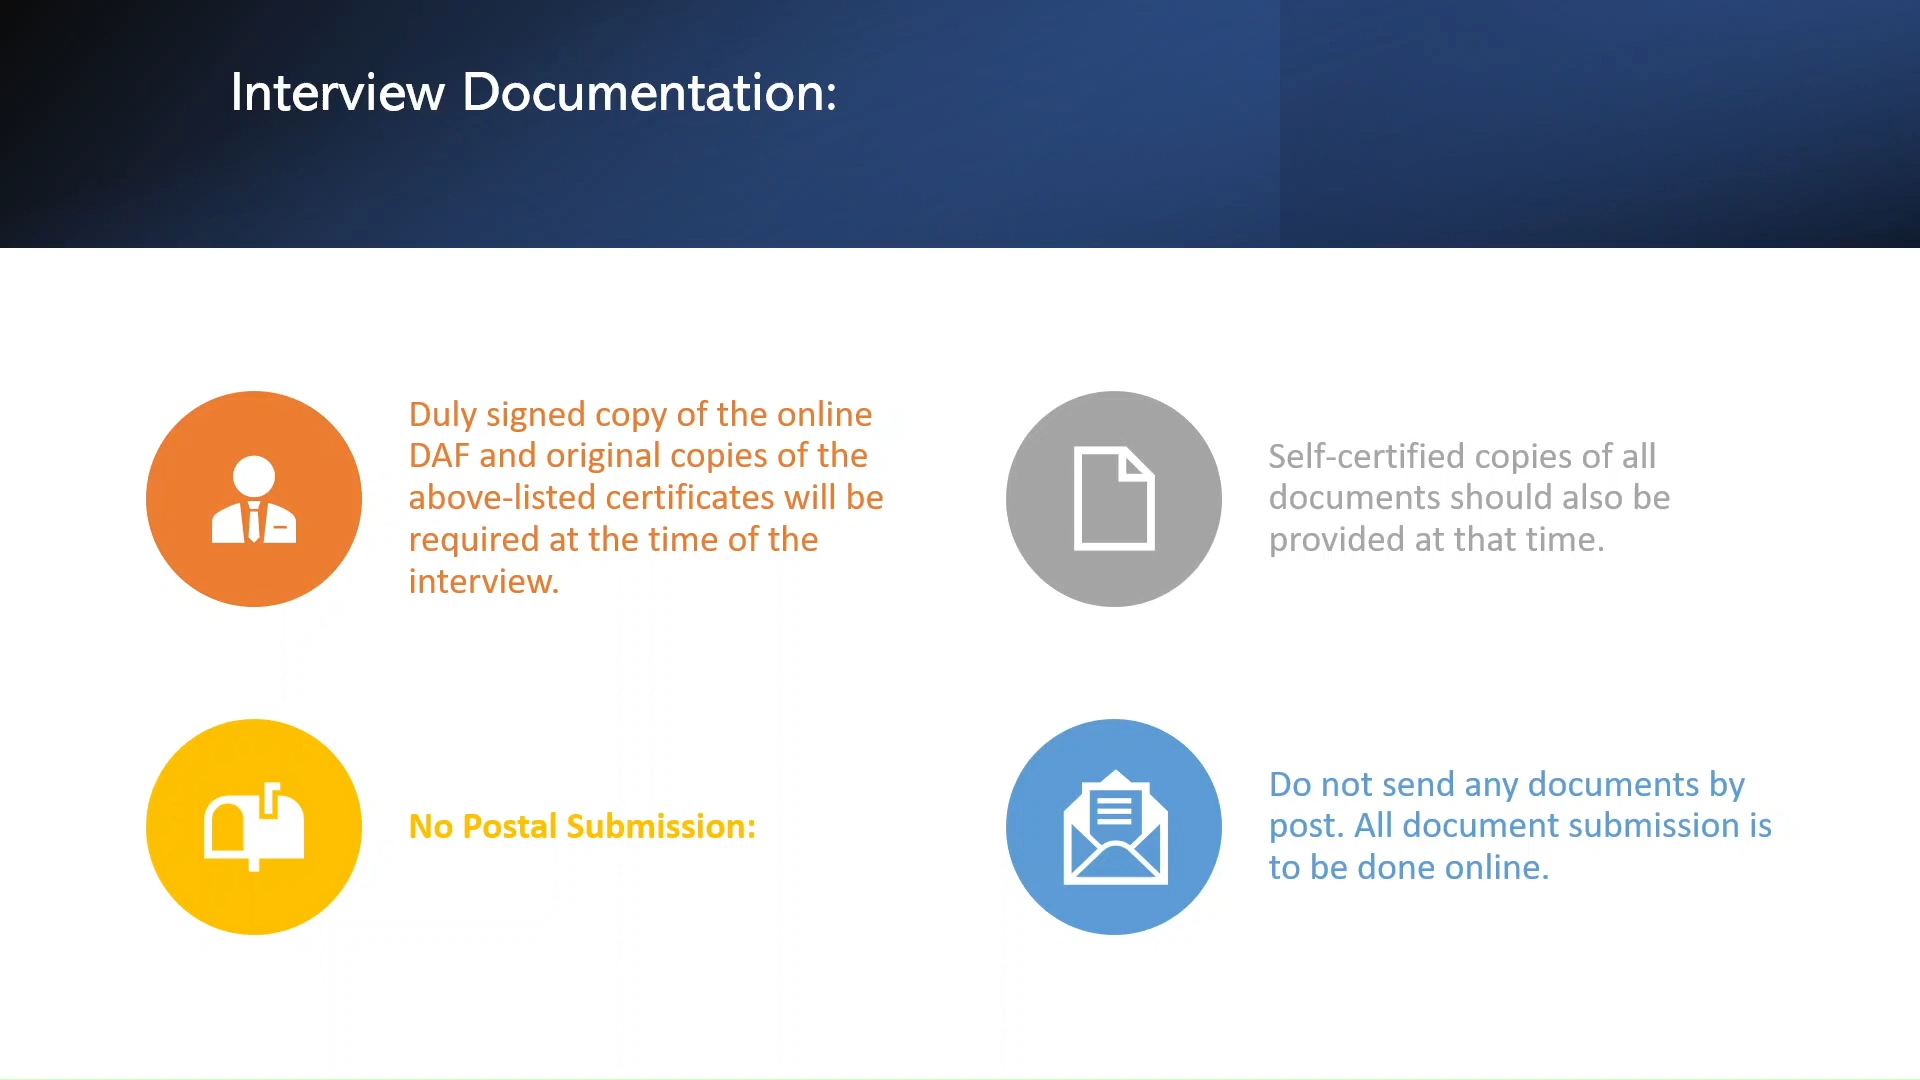 Interview Documentation:
Duly signed copy of the online
DAF and original copies of the
above-listed certificates will be
required at the time of the
interview.
Self-certified copies of all
documents should also be
provided at that time.
No Postal Submission:
Do not send any documents by
post. All document submission is
to be done online.